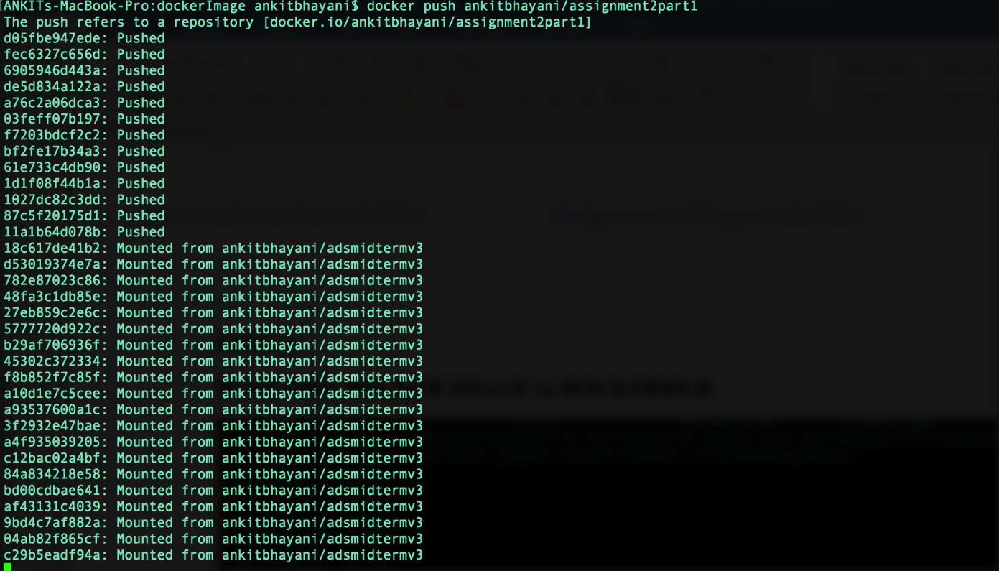 [ANKITs-MacBook-Pro:dockerImage ankitbhayani$ docker push ankitbhayani/assignment2part1
The push refers to a repository [docker.io/ankitbhayani/assignment2part1]
d05fbe947ede: Pushed
fec6327c656d: Pushed
6905946d443a: Pushed
de5d834a122a: Pushed
a76c2a06dca3: Pushed
03feff07b197: Pushed
f7203bdcf2c2: Pushed
bf2fe17b34a3: Pushed
61e733c4db90: Pushed
1d1f08f44b1a: Pushed
1027dc82c3dd: Pushed
87c5f20175d1: Pushed
11a1b64d078b: Pushed
18c617de41b2: Mounted from ankitbhayani/adsmidtermv3
d53019374e7a: Mounted from ankitbhayani/adsmidtermv3
782e87023c86: Mounted from ankitbhayani/adsmidtermv3
48fa3c1db85e: Mounted from ankitbhayani/adsmidtermv3
27eb859c2e6c: Mounted from ankitbhayani/adsmidtermv3
5777720d922c: Mounted from ankitbhayani/adsmidtermv3
b29af706936f: Mounted from ankitbhayani/adsmidtermv3
45302c372334: Mounted from ankitbhayani/adsmidtermv3
f8b852f7c85f: Mounted from ankitbhayani/adsmidtermv3
a10d1e7c5cee: Mounted from ankitbhayani/adsmidtermv3
a93537600a1c: Mounted from ankitbhayani/adsmidtermv3
3f2932e47bae: Mounted from ankitbhayani/adsmidtermv3
a4f935039205: Mounted from ankitbhayani/adsmidtermv3
c12bac02a4bf: Mounted from ankitbhayani/adsmidtermv3
84a834218e58: Mounted from ankitbhayani/adsmidtermv3
bd00cdbae641: Mounted from ankitbhayani/adsmidtermv3
af43131c4039: Mounted from ankitbhayani/adsmidtermv3
9bd4c7af882a: Mounted from ankitbhayani/adsmidtermv3
04ab82f865cf: Mounted from ankitbhayani/adsmidtermv3
c29b5eadf94a: Mounted from ankitbhayani/adsmidtermv3